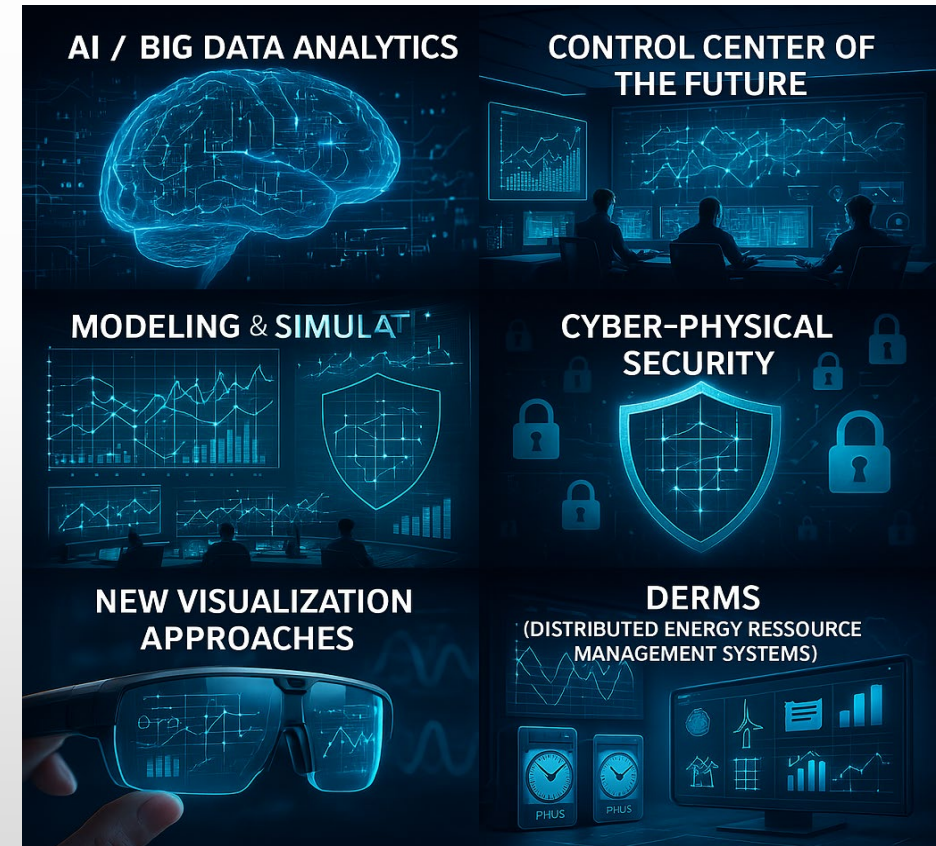 AI / BIG DATA ANALYTICS
CONTROL CENTER OF
THE FUTURE
MODELING & SIMULAT
CYBER-PHYSICAL
SECURITY
NEW VISUALIZATION
APPROACHES
DERMS
(DISTRIBUTED ENERGY RESSOURCE
MANAGEMENT SYSTEMS)
PHUS
PHUS